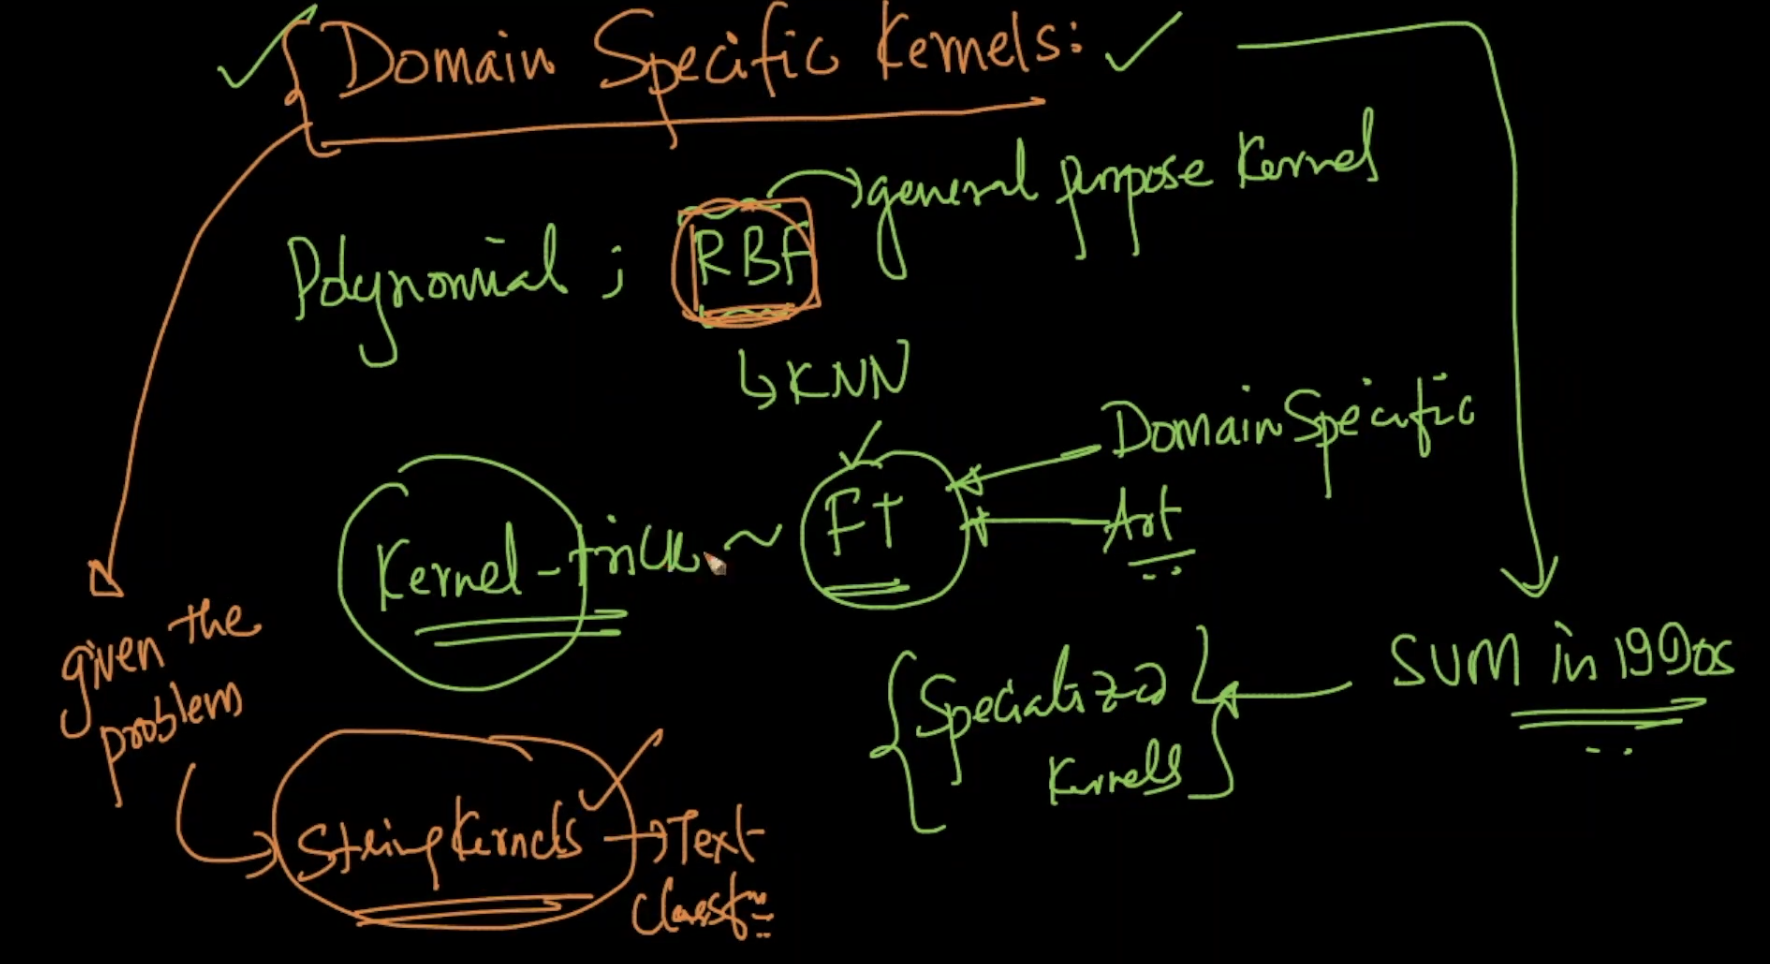 Domain Specific Kernels:
general purpose Kernel
Polynomial ; RBF
↳ KNN
Domain Specific
Kernel-trick ~ FT
Art
given the
problem
SVM in 1990s
Specialized
Kernels
String Kernels → Text